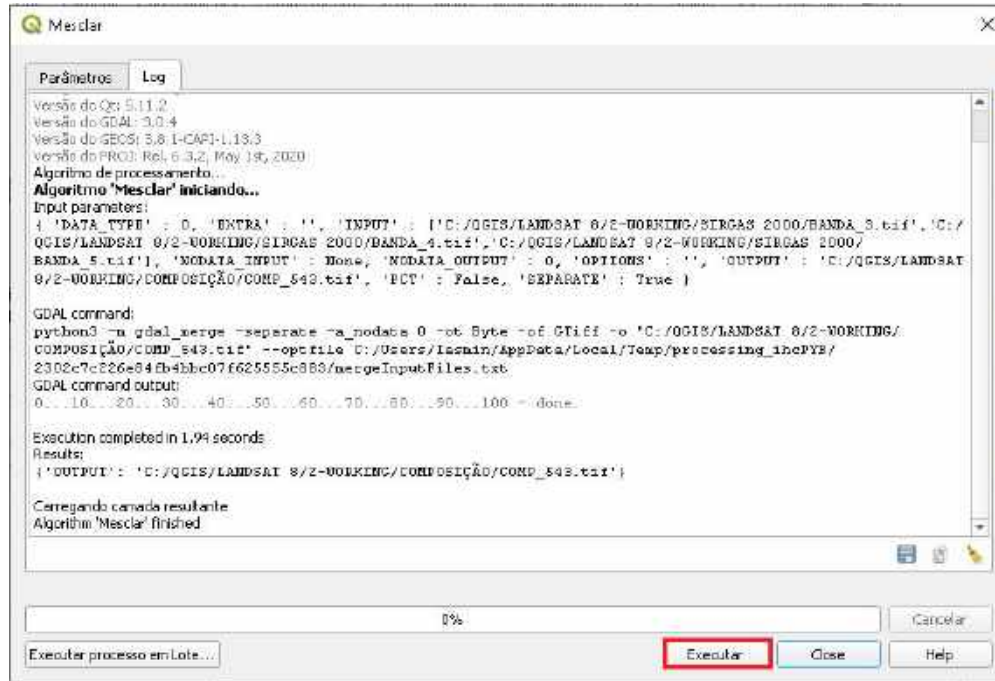 Mesclar
Parâmetros Log
Versão do Qt: 5.11.2
Versão do GDAL: 3.0.4
Versão do GEOS: 3.8.1-CAPI-1.13.3
Versão do PROJ: Rel. 6.3.2, May 1st, 2020
Algoritmo de processamento...
Algoritmo 'Mesclar' iniciando...
Input parameters:
{ 'DATA_TYPE' : 0, 'EXTRA' : '', 'INPUT' : ['C:/QGIS/LANDSAT 8/2-WORKING/SIRGAS 2000/BANDA_3.tif','C:/
QGIS/LANDSAT 8/2-WORKING/SIRGAS 2000/BANDA_4.tif','C:/QGIS/LANDSAT 8/2-WORKING/SIRGAS 2000/
BANDA_5.tif'], 'NODATA_INPUT' : None, 'NODATA_OUTPUT' : 0, 'OPTIONS' : '', 'OUTPUT' : 'C:/QGIS/LANDSAT
8/2-WORKING/COMPOSIÇÃO/COMP_543.tif', 'PCT' : False, 'SEPARATE' : True }
GDAL command:
python3 -m gdal_merge -separate -a_nodata 0 -ot Byte -of GTiff -o "C:/QGIS/LANDSAT 8/2-WORKING/
COMPOSIÇÃO/COMP_543.tif" --optfile C:/Users/Iasmin/AppData/Local/Temp/
mergeInputFiles.txt
GDAL command output:
0...10...20...30...40...50...60...70...80...90...100 - done.
Execution completed in 1.94 seconds
Results:
{'OUTPUT': 'C:/QGIS/LANDSAT 8/2-WORKING/COMPOSIÇÃO/COMP_543.tif'}
Carregando camada resultante
Algorithm 'Mesclar' finished
0%
Cancelar
Executar processo em Lote...
Executar
Close
Help